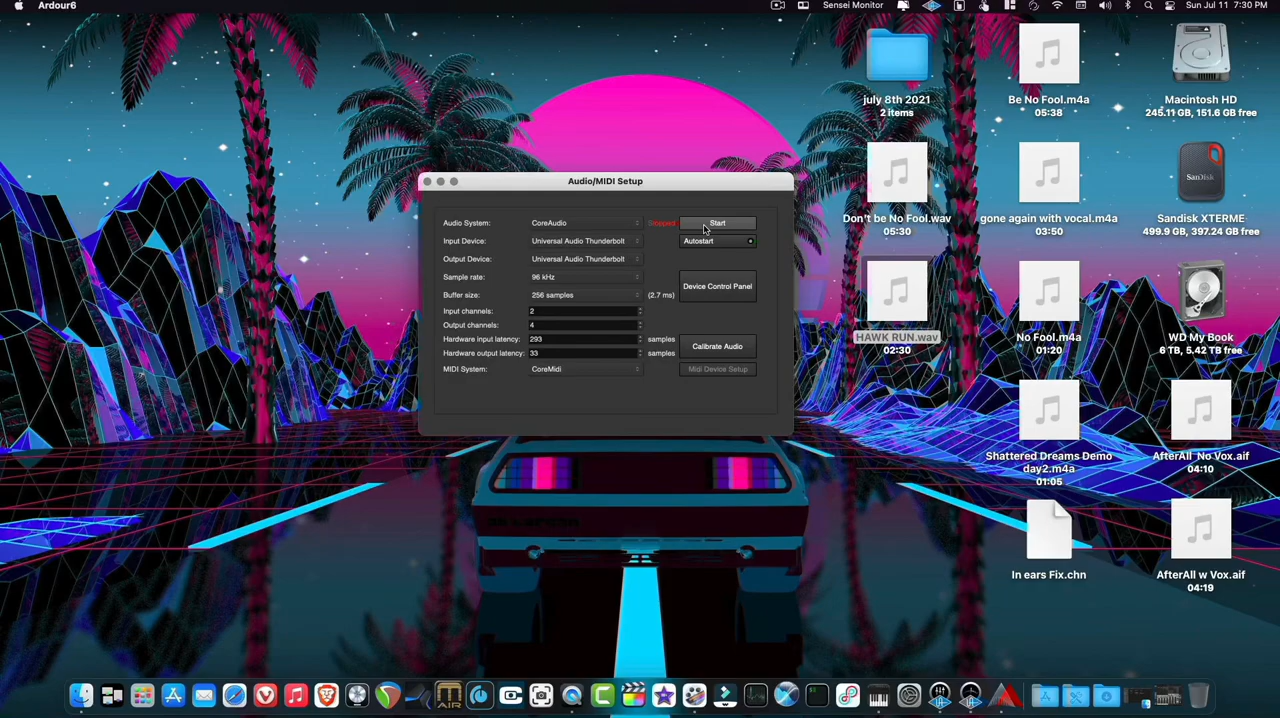 Ardour6
Sensei Monitor
Sun Jul 11 7:30 PM
Audio/MIDI Setup
Audio System:
CoreAudio
Stopped
Start
Input Device:
Universal Audio Thunderbolt
Autostart
Output Device:
Universal Audio Thunderbolt
Sample rate:
96 kHz
Device Control Panel
Buffer size:
256 samples
(2.7 ms)
Input channels:
2
Output channels:
4
Hardware input latency:
293
samples
Calibrate Audio
Hardware output latency:
33
samples
MIDI System:
CoreMidi
Midi Device Setup
july 8th 2021
2 items
Be No Fool.m4a
05:38
Macintosh HD
245.11 GB, 151.6 GB free
Don't be No Fool.wav
05:30
gone again with vocal.m4a
03:50
SanDisk
Sandisk XTERME
499.9 GB, 397.24 GB free
HAWK RUN.wav
02:30
No Fool.m4a
01:20
WD My Book
6 TB, 5.42 TB free
Shattered Dreams Demo
day2.m4a
01:05
AfterAll_No Vox.aif
04:10
In ears Fix.chn
AfterAll w Vox.aif
04:19
AIR